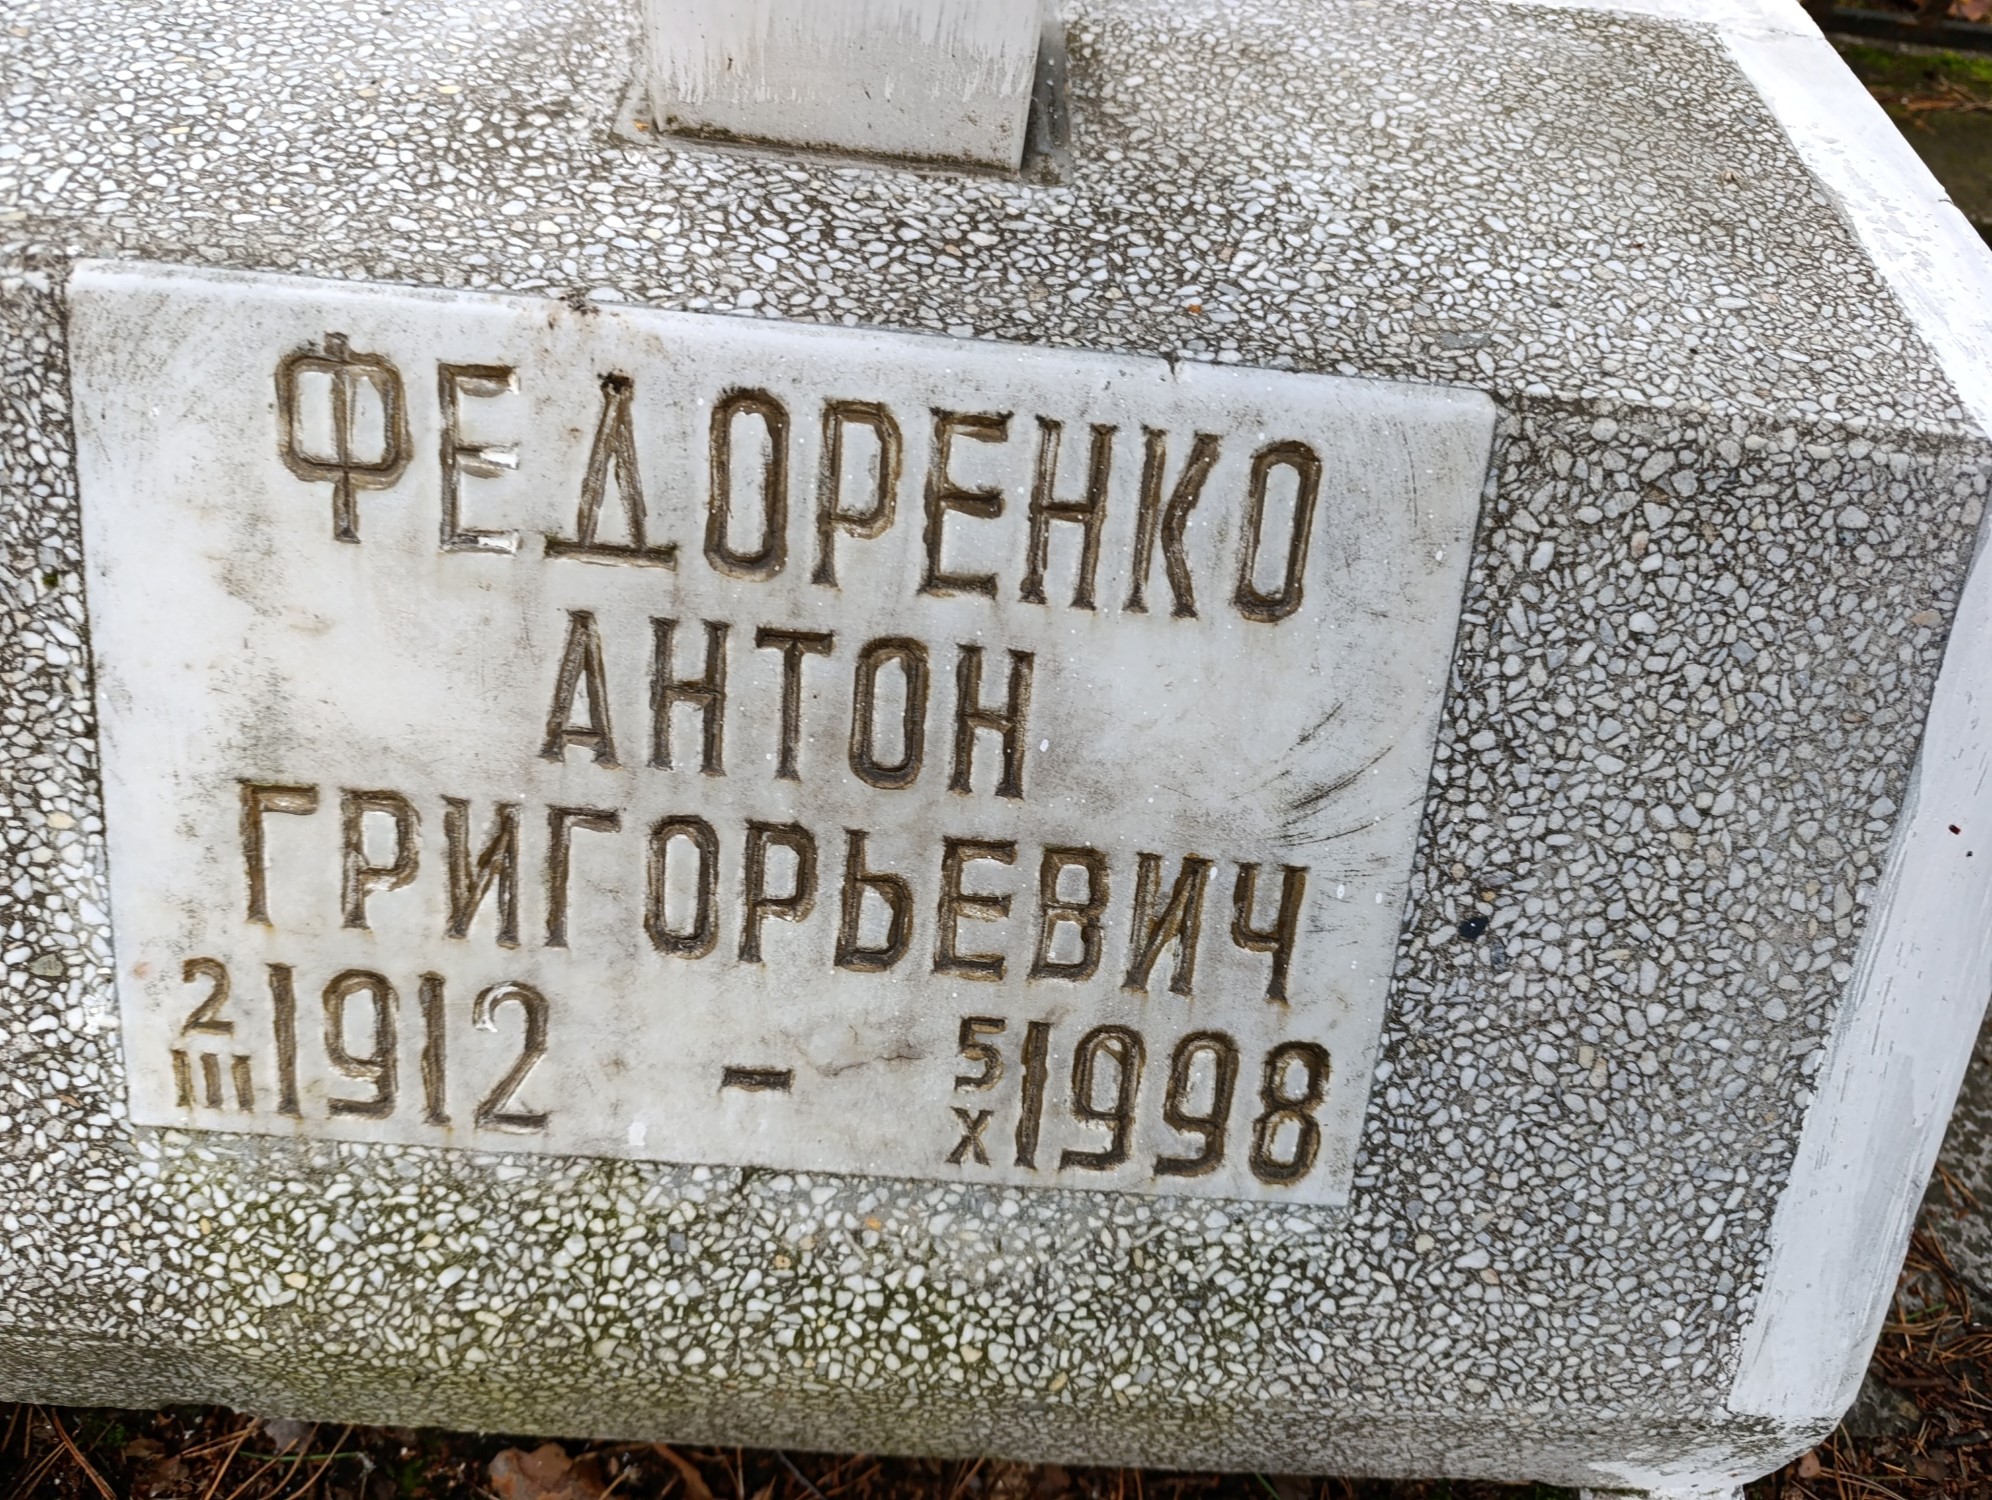 ФЕДОРЕНКО
АНТОН
ГРИГОРЬЕВИЧ
2/III 1912 - 5/X 1998